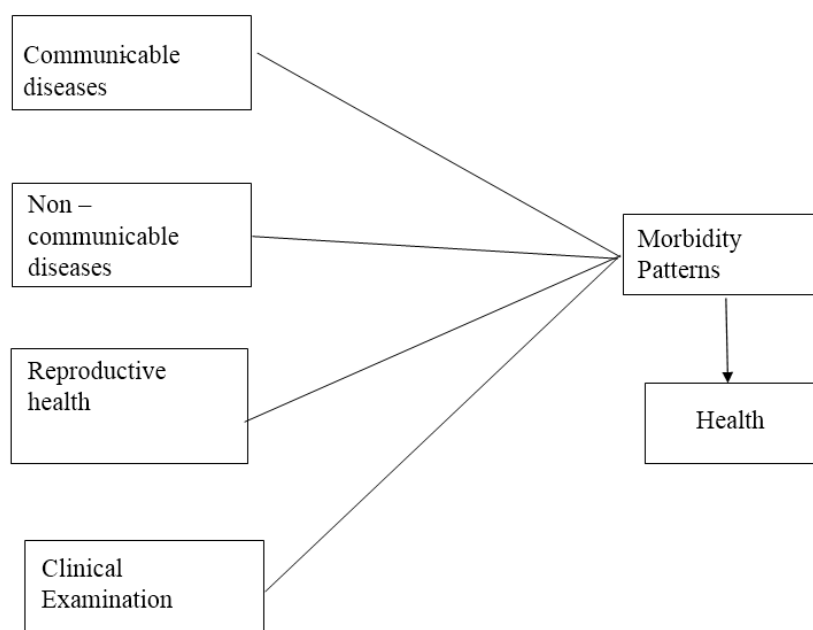 Communicable
diseases
Non –
communicable
diseases
Morbidity
Patterns
Reproductive
health
Health
Clinical
Examination